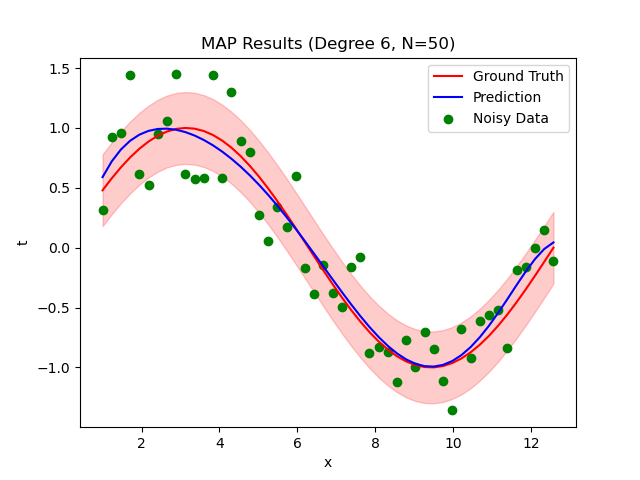 MAP Results (Degree 6, N=50)
Ground Truth
Prediction
Noisy Data
1.5
1.0
0.5
0.0
−0.5
−1.0
t
2
4
6
8
10
12
x